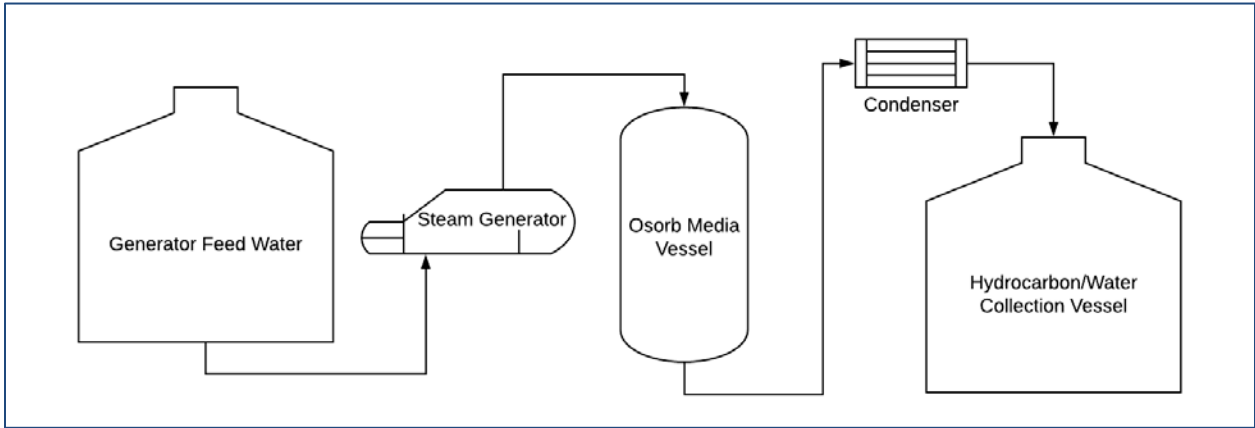 Generator Feed Water
Steam Generator
Osorb Media
Vessel
Condenser
Hydrocarbon/Water
Collection Vessel